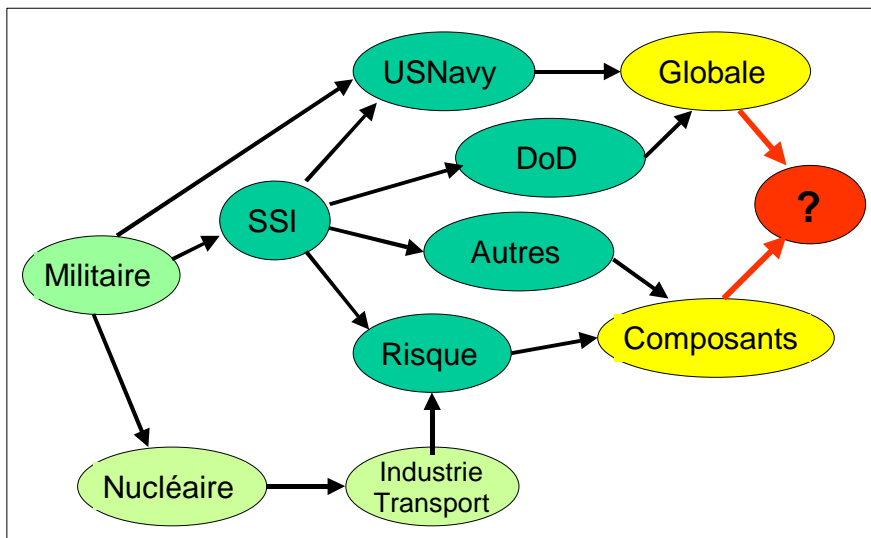 USNavy
Globale
DoD
?
SSI
Autres
Militaire
Composants
Risque
Nucléaire
Industrie
Transport